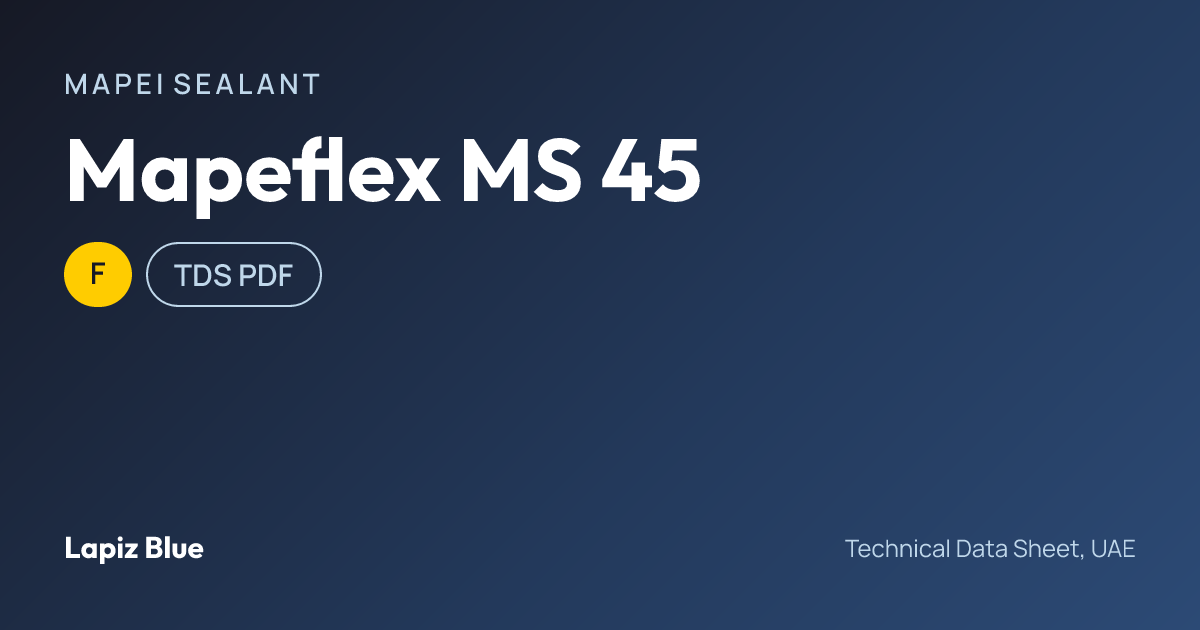 MAPEI SEALANT
Mapeflex MS 45
F TDS PDF
Lapiz Blue
Technical Data Sheet, UAE